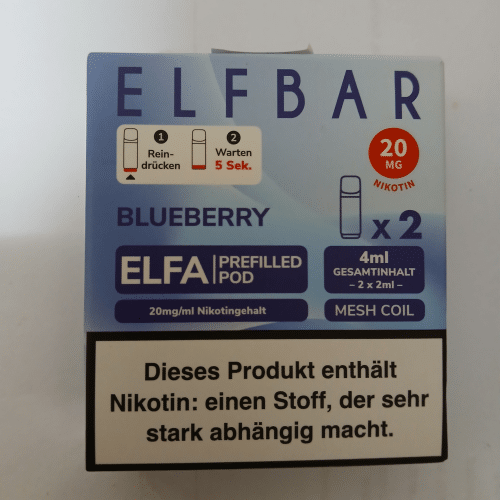 ELFBAR
1
Rein-
drücken
2
Warten
5 Sek.
20
MG
NIKOTIN
BLUEBERRY
x 2
ELFA
PREFILLED
POD
4ml
GESAMTINHALT
– 2 x 2ml –
20mg/ml Nikotingehalt
MESH COIL
Dieses Produkt enthält
Nikotin: einen Stoff, der sehr
stark abhängig macht.